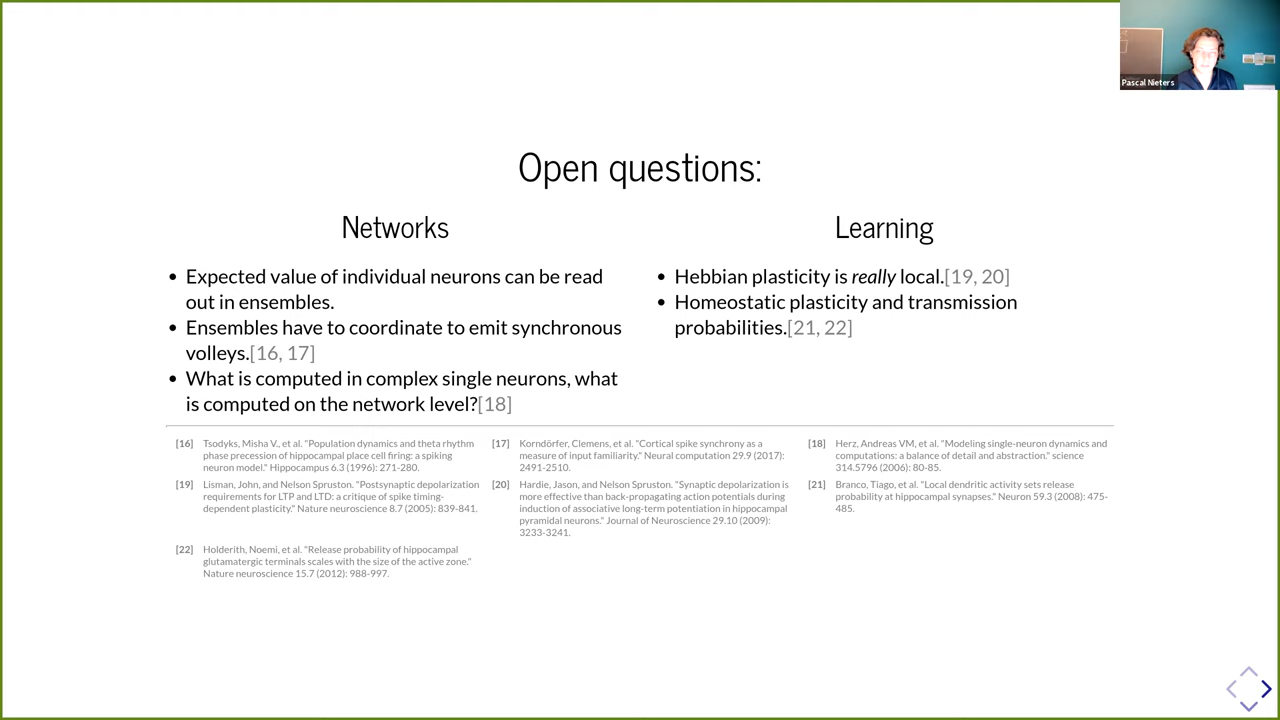 Pascal Nieters
Open questions:
Networks
• Expected value of individual neurons can be read
out in ensembles.
• Ensembles have to coordinate to emit synchronous
volleys.[16, 17]
• What is computed in complex single neurons, what
is computed on the network level?[18]
Learning
• Hebbian plasticity is really local.[19, 20]
• Homeostatic plasticity and transmission
probabilities.[21, 22]
[16] Tsodyks, Misha V., et al. "Population dynamics and theta rhythm
phase precession of hippocampal place cell firing: a spiking
neuron model." Hippocampus 6.3 (1996): 271-280.
[17] Korndörfer, Clemens, et al. "Cortical spike synchrony as a
measure of input familiarity." Neural computation 29.9 (2017):
2491-2510.
[18] Herz, Andreas VM, et al. "Modeling single-neuron dynamics and
computations: a balance of detail and abstraction." science
314.5796 (2006): 80-85.
[19] Lisman, John, and Nelson Spruston. "Postsynaptic depolarization
requirements for LTP and LTD: a critique of spike timing-
dependent plasticity." Nature neuroscience 8.7 (2005): 839-841.
[20] Hardie, Jason, and Nelson Spruston. "Synaptic depolarization is
more effective than back-propagating action potentials during
induction of associative long-term potentiation in hippocampal
pyramidal neurons." Journal of Neuroscience 29.10 (2009):
3233-3241.
[21] Branco, Tiago, et al. "Local dendritic activity sets release
probability at hippocampal synapses." Neuron 59.3 (2008): 475-
485.
[22] Holderith, Noemi, et al. "Release probability of hippocampal
glutamatergic terminals scales with the size of the active zone."
Nature neuroscience 15.7 (2012): 988-997.